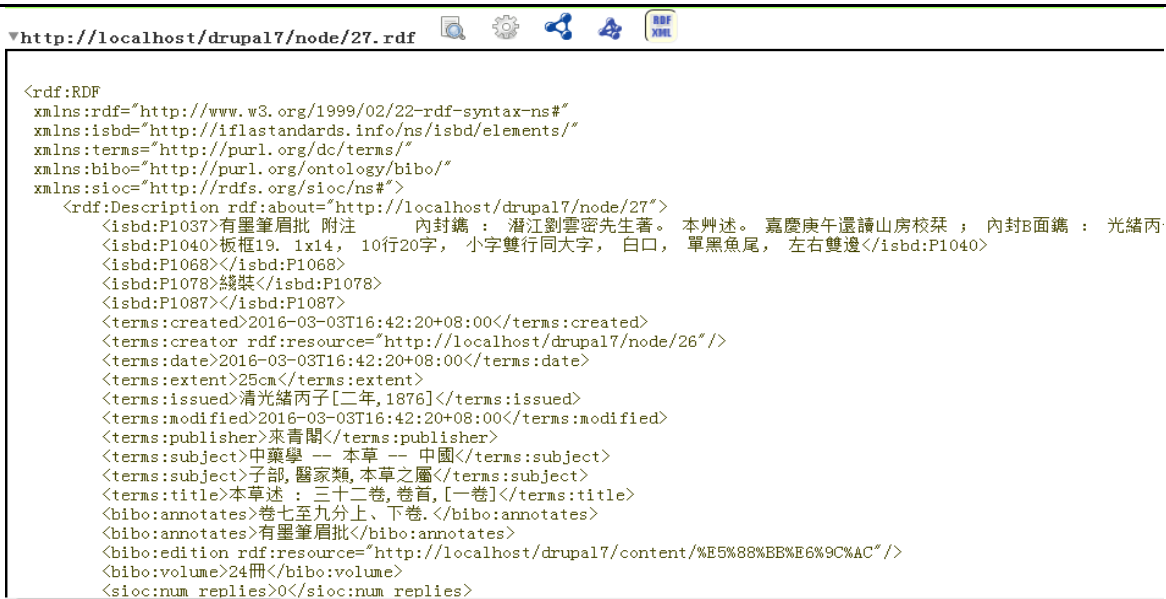 ▼http://localhost/drupal7/node/27.rdf RDF XML
<rdf:RDF
xmlns:rdf="http://www.w3.org/1999/02/22-rdf-syntax-ns#"
xmlns:isbd="http://iflastandards.info/ns/isbd/elements/"
xmlns:terms="http://purl.org/dc/terms/"
xmlns:bibo="http://purl.org/ontology/bibo/"
xmlns:sioc="http://rdfs.org/sioc/ns#">
<rdf:Description rdf:about="http://localhost/drupal7/node/27">
<isbd:P1037>有墨筆眉批 附注 內封鐫 : 潛江劉雲密先生著。 本艸述。 嘉慶庚午還讀山房校栞 ; 內封B面鐫 : 光緒丙
<isbd:P1040>板框19. 1x14, 10行20字, 小字雙行同大字, 白口, 單黑魚尾, 左右雙邊</isbd:P1040>
<isbd:P1068></isbd:P1068>
<isbd:P1078>綫裝</isbd:P1078>
<isbd:P1087></isbd:P1087>
<terms:created>2016-03-03T16:42:20+08:00</terms:created>
<terms:creator rdf:resource="http://localhost/drupal7/node/26"/>
<terms:date>2016-03-03T16:42:20+08:00</terms:date>
<terms:extent>25cm</terms:extent>
<terms:issued>清光緒丙子[二年,1876]</terms:issued>
<terms:modified>2016-03-03T16:42:20+08:00</terms:modified>
<terms:publisher>來青閣</terms:publisher>
<terms:subject>中藥學 -- 本草 -- 中國</terms:subject>
<terms:subject>子部,醫家類,本草之屬</terms:subject>
<terms:title>本草述 : 三十二卷,卷首,[一卷]</terms:title>
<bibo:annotates>卷七至九分上、下卷.</bibo:annotates>
<bibo:annotates>有墨筆眉批</bibo:annotates>
<bibo:edition rdf:resource="http://localhost/drupal7/content/%E5%88%BB%E6%9C%AC"/>
<bibo:volume>24冊</bibo:volume>
<sioc:num_replies>0</sioc:num_replies>